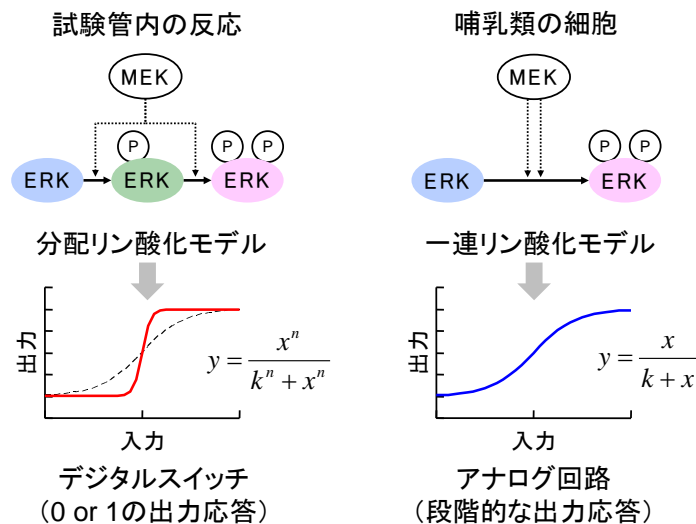 試験管内の反応
MEK
P
P P
ERK
ERK
ERK
分配リン酸化モデル
出力
y = x^n / (k^n + x^n)
入力
デジタルスイッチ
（0 or 1の出力応答）
哺乳類の細胞
MEK
P P
ERK
ERK
一連リン酸化モデル
出力
y = x / (k + x)
入力
アナログ回路
（段階的な出力応答）